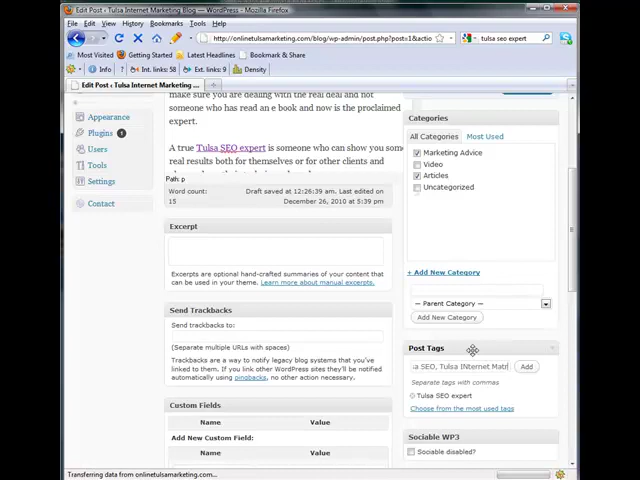 Edit Post ‹ Tulsa Internet Marketing Blog — WordPress - Mozilla Firefox
File Edit View History Bookmarks Tools Help
http://onlinetulsamarketing.com/blog/wp-admin/post.php?post=1&actio
tulsa seo expert
Most Visited Getting Started Latest Headlines Bookmark & Share
Info Int. links: 58 Ext. links: 9 Density
Edit Post ‹ Tulsa Internet Marketing ...
make sure you are dealing with the real deal and not
someone who has read an e book and now is the proclaimed
expert.
A true Tulsa SEO expert is someone who can show you some
real results both for themselves or for other clients and
Path: p
Word count:
15
Draft saved at 12:26:39 am. Last edited on
December 26, 2010 at 5:39 pm
Appearance
Plugins 1
Users
Tools
Settings
Contact
Excerpt
Excerpts are optional hand-crafted summaries of your content
that can be used in your theme. Learn more about manual excerpts.
Send Trackbacks
Send trackbacks to:
(Separate multiple URLs with spaces)
Trackbacks are a way to notify legacy blog systems that you've
linked to them. If you link other WordPress sites they'll be notified
automatically using pingbacks, no other action necessary.
Custom Fields
Name Value
Add New Custom Field:
Name Value
Categories
All Categories Most Used
Marketing Advice
Video
Articles
Uncategorized
+ Add New Category
— Parent Category —
Add New Category
Post Tags
sa SEO, Tulsa INternet Matr
Add
Separate tags with commas
Tulsa SEO expert
Choose from the most used tags
Sociable WP3
Sociable disabled?
Transferring data from onlinetulsamarketing.com...